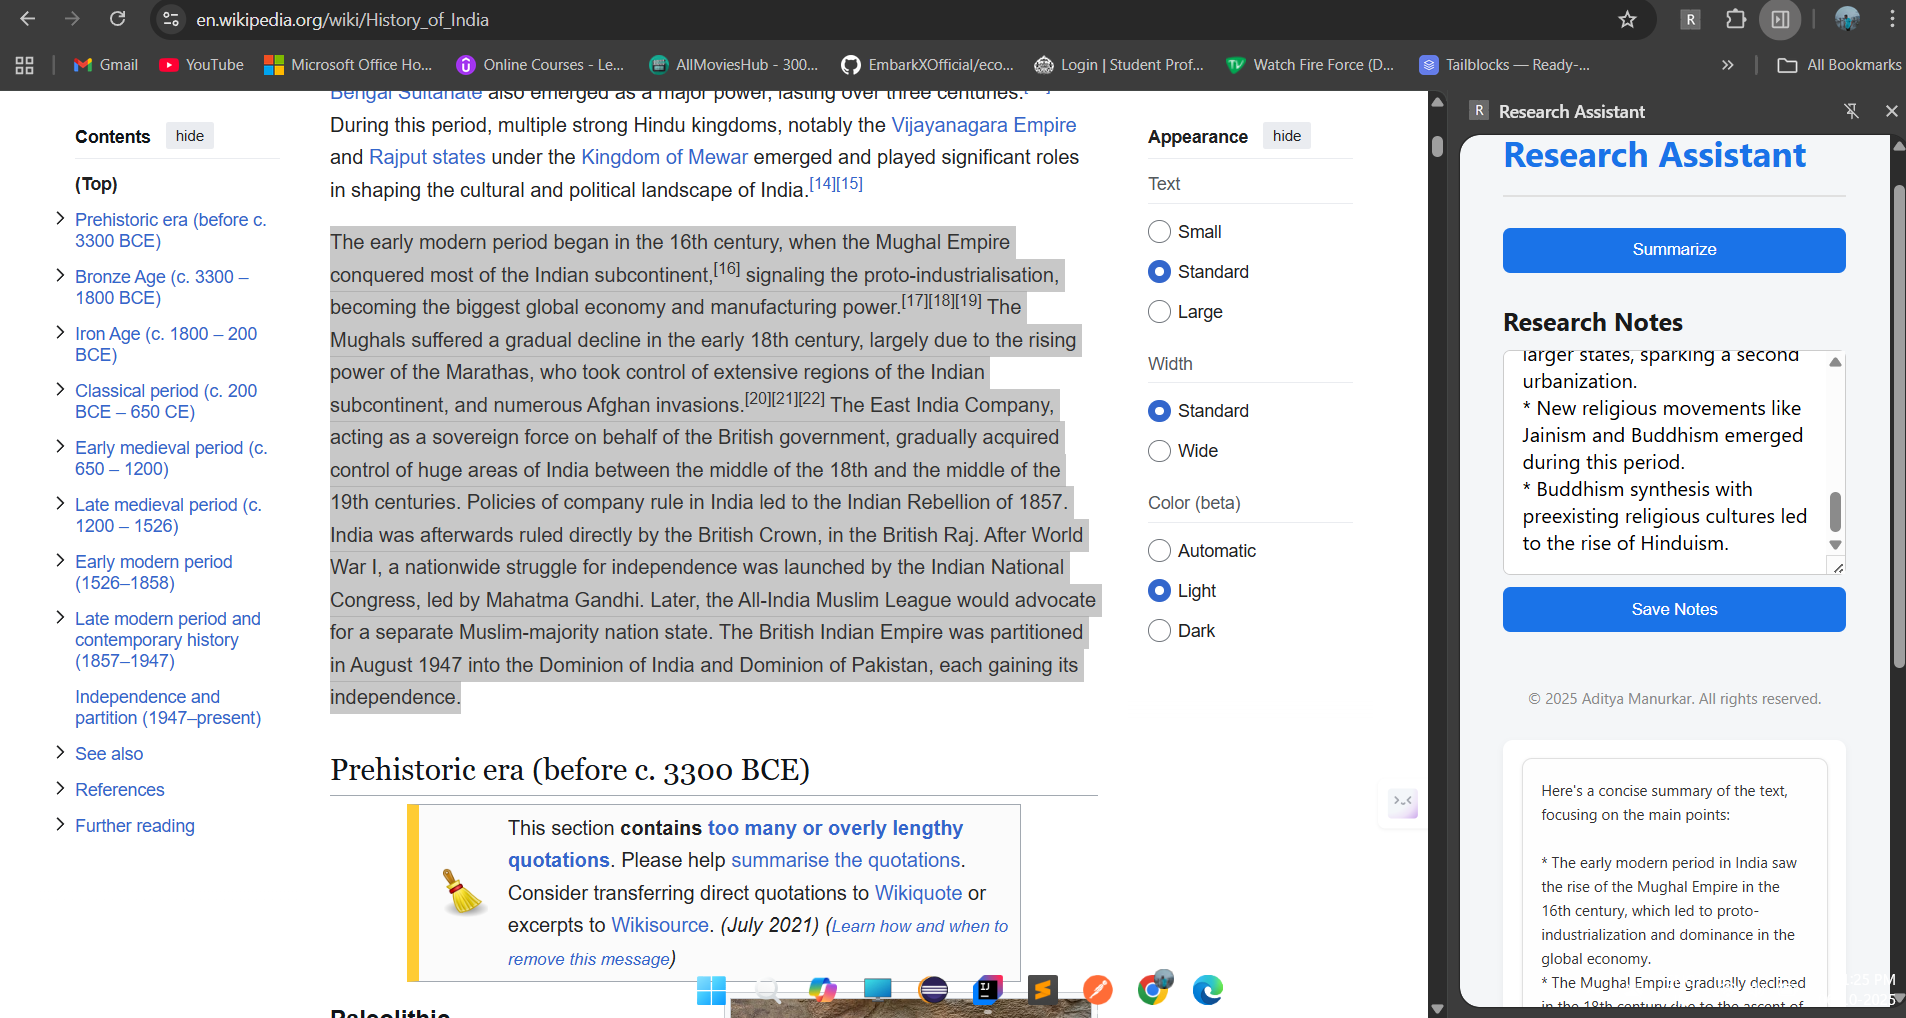 en.wikipedia.org/wiki/History_of_India
R
Gmail
YouTube
Microsoft Office Ho...
Online Courses - Le...
AllMoviesHub - 300...
EmbarkXOfficial/eco...
Login | Student Prof...
Watch Fire Force (D...
Tailblocks — Ready-...
»
All Bookmarks
Contents
hide
(Top)
Prehistoric era (before c.
3300 BCE)
Bronze Age (c. 3300 –
1800 BCE)
Iron Age (c. 1800 – 200
BCE)
Classical period (c. 200
BCE – 650 CE)
Early medieval period (c.
650 – 1200)
Late medieval period (c.
1200 – 1526)
Early modern period
(1526–1858)
Late modern period and
contemporary history
(1857–1947)
Independence and
partition (1947–present)
See also
References
Further reading
Bengal Sultanate also emerged as a major power, lasting over three centuries.
During this period, multiple strong Hindu kingdoms, notably the Vijayanagara Empire
and Rajput states under the Kingdom of Mewar emerged and played significant roles
in shaping the cultural and political landscape of India.[14][15]
The early modern period began in the 16th century, when the Mughal Empire
conquered most of the Indian subcontinent,[16] signaling the proto-industrialisation,
becoming the biggest global economy and manufacturing power.[17][18][19] The
Mughals suffered a gradual decline in the early 18th century, largely due to the rising
power of the Marathas, who took control of extensive regions of the Indian
subcontinent, and numerous Afghan invasions.[20][21][22] The East India Company,
acting as a sovereign force on behalf of the British government, gradually acquired
control of huge areas of India between the middle of the 18th and the middle of the
19th centuries. Policies of company rule in India led to the Indian Rebellion of 1857.
India was afterwards ruled directly by the British Crown, in the British Raj. After World
War I, a nationwide struggle for independence was launched by the Indian National
Congress, led by Mahatma Gandhi. Later, the All-India Muslim League would advocate
for a separate Muslim-majority nation state. The British Indian Empire was partitioned
in August 1947 into the Dominion of India and Dominion of Pakistan, each gaining its
independence.
Prehistoric era (before c. 3300 BCE)
This section contains too many or overly lengthy
quotations. Please help summarise the quotations.
Consider transferring direct quotations to Wikiquote or
excerpts to Wikisource. (July 2021) (Learn how and when to
remove this message)
Paleolithic
Appearance
hide
Text
Small
Standard
Large
Width
Standard
Wide
Color (beta)
Automatic
Light
Dark
R Research Assistant
Research Assistant
Summarize
Research Notes
larger states, sparking a second
urbanization.
* New religious movements like
Jainism and Buddhism emerged
during this period.
* Buddhism synthesis with
preexisting religious cultures led
to the rise of Hinduism.
Save Notes
© 2025 Aditya Manurkar. All rights reserved.
Here's a concise summary of the text,
focusing on the main points:
* The early modern period in India saw
the rise of the Mughal Empire in the
16th century, which led to proto-
industrialization and dominance in the
global economy.
* The Mughal Empire gradually declined
in the 18th century due to the ascent of